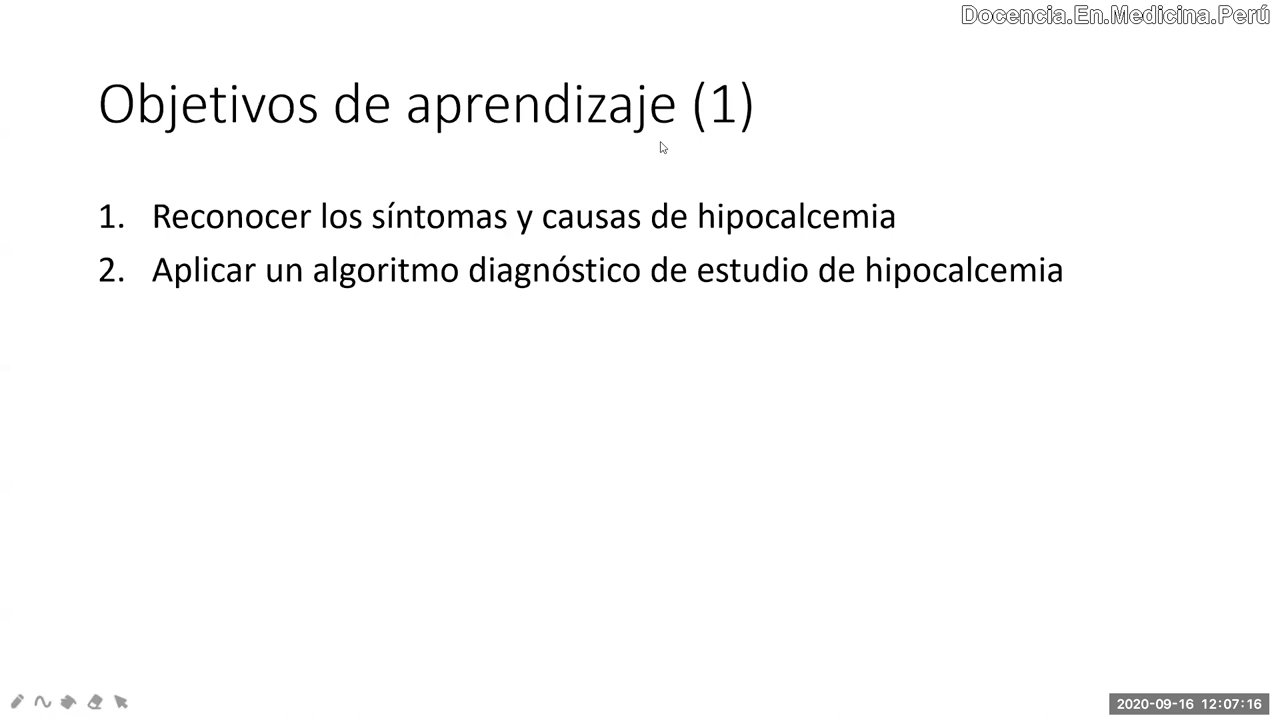 Docencia.En.Medicina.Perú
Objetivos de aprendizaje (1)
1. Reconocer los síntomas y causas de hipocalcemia
2. Aplicar un algoritmo diagnóstico de estudio de hipocalcemia
2020-09-16 12:07:16